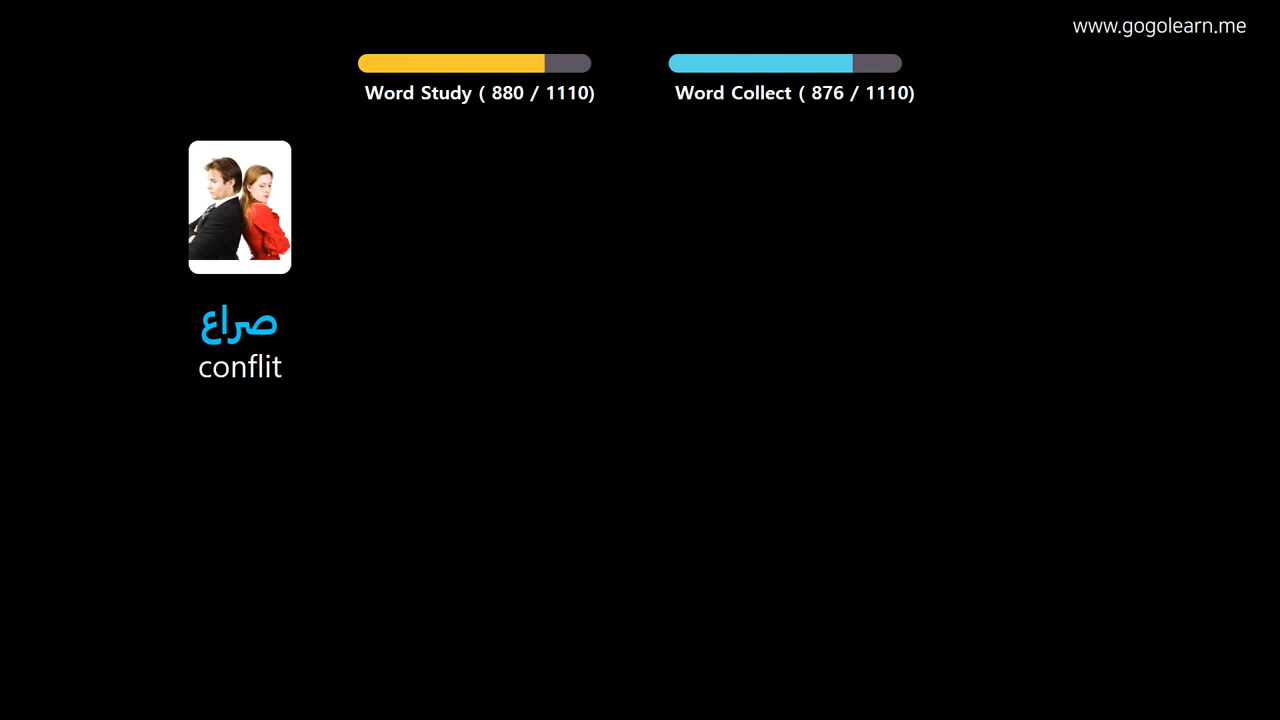 www.gogolearn.me
Word Study ( 880 / 1110)
Word Collect ( 876 / 1110)
صراع
conflit